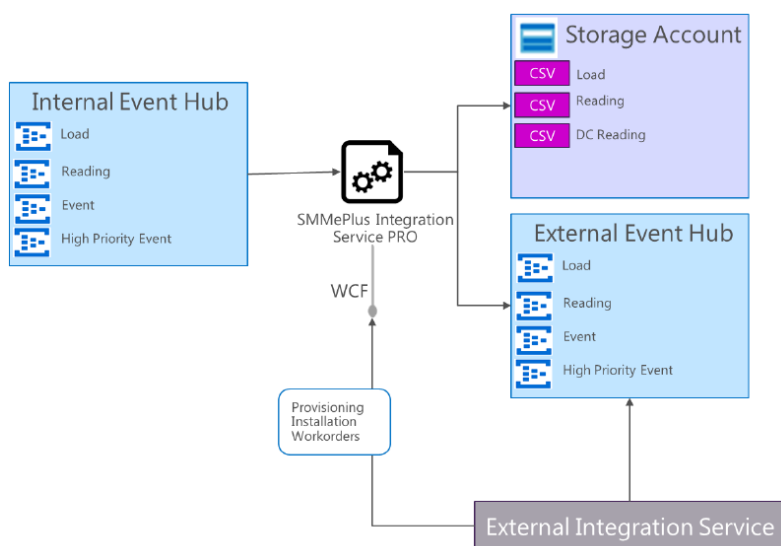 Internal Event Hub
Load
Reading
Event
High Priority Event
SMMePlus Integration
Service PRO
WCF
Provisioning
Installation
Workorders
Storage Account
CSV Load
CSV Reading
CSV DC Reading
External Event Hub
Load
Reading
Event
High Priority Event
External Integration Service